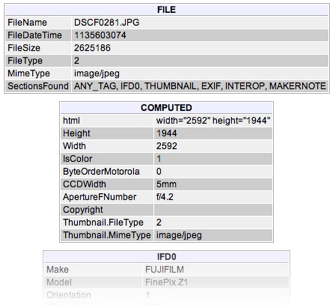 FILE
FileName DSCF0281.JPG
FileDateTime 1135603074
FileSize 2625186
FileType 2
MimeType image/jpeg
SectionsFound ANY_TAG, IFD0, THUMBNAIL, EXIF, INTEROP, MAKERNOTE
COMPUTED
html width="2592" height="1944"
Height 1944
Width 2592
IsColor 1
ByteOrderMotorola 0
CCDWidth 5mm
ApertureFNumber f/4.2
Copyright
Thumbnail.FileType 2
Thumbnail.MimeType image/jpeg
IFD0
Make FUJIFILM
Model FinePix Z1
Orientation 1